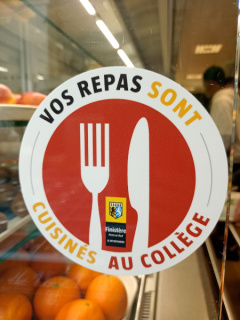 VOS REPAS SONT
CUISINÉS AU COLLÈGE
Finistère